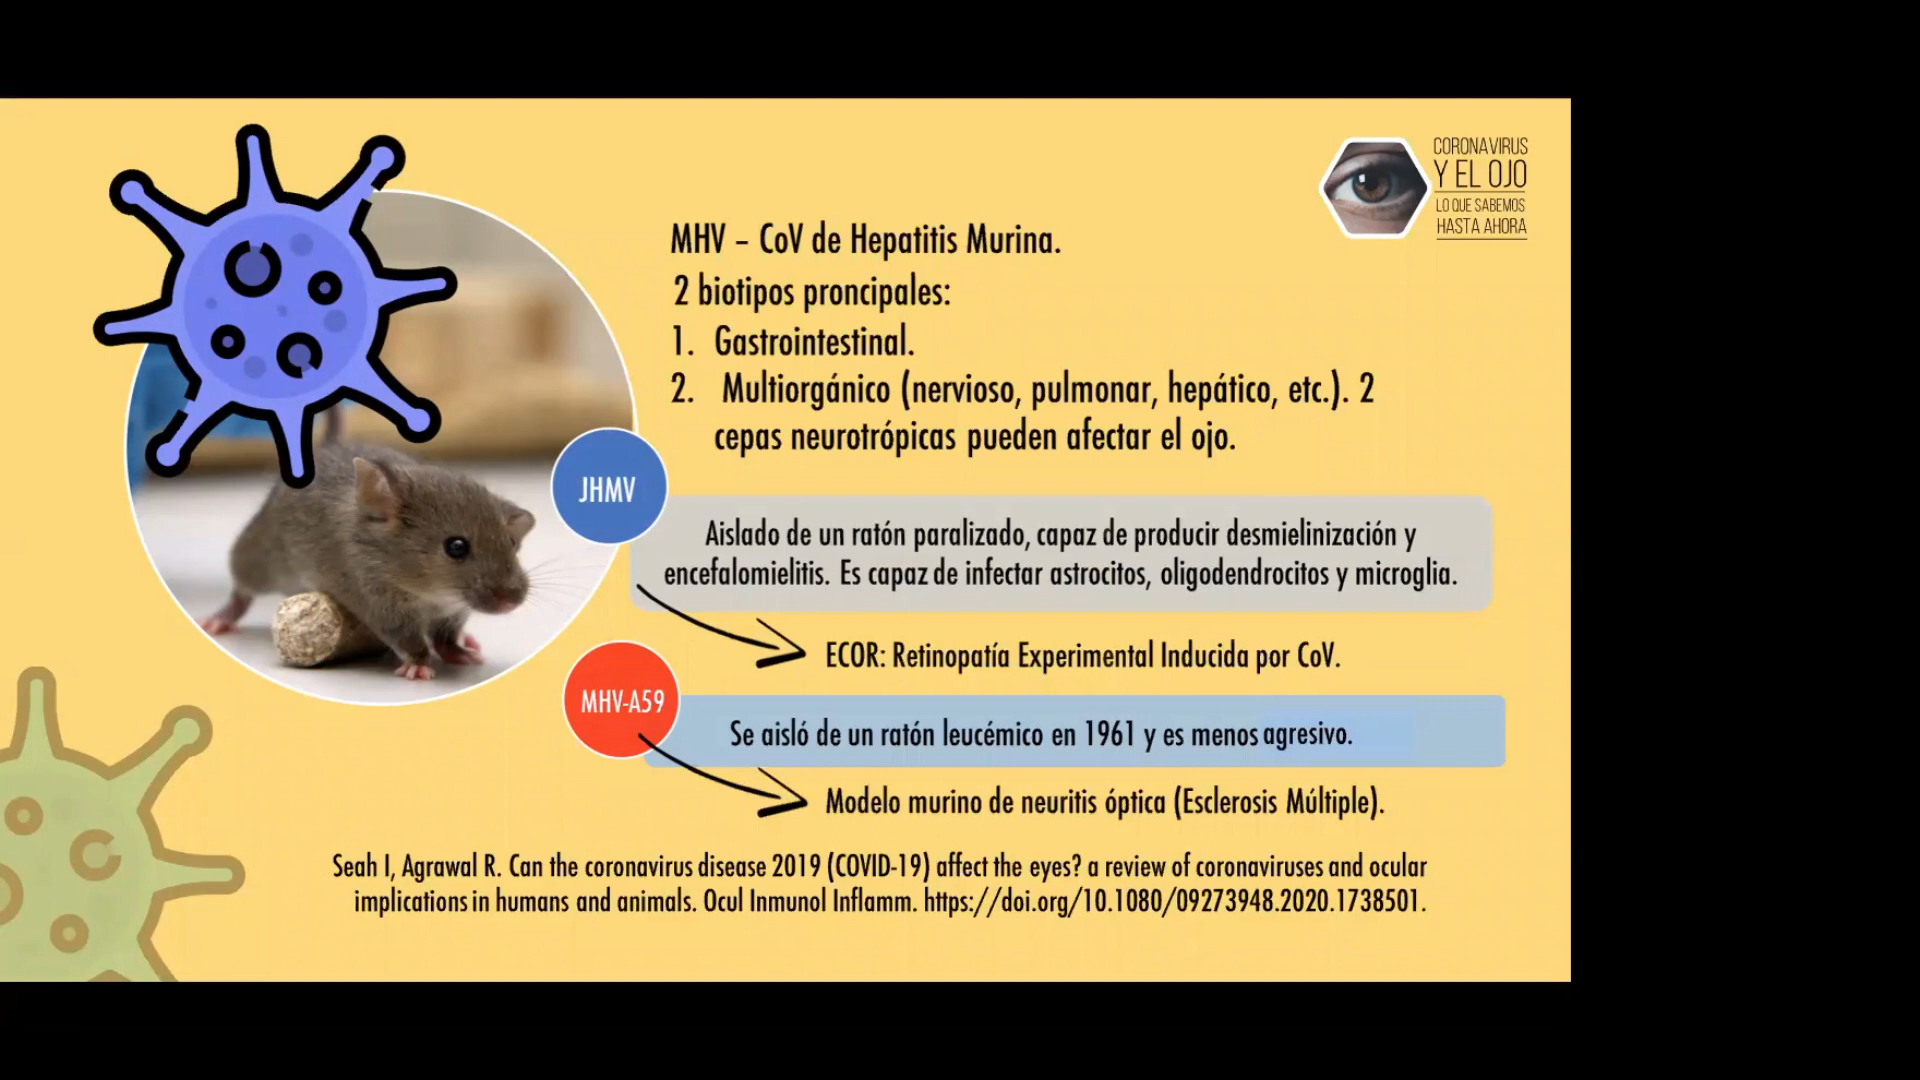 CORONAVIRUS
Y EL OJO
LO QUE SABEMOS
HASTA AHORA
MHV – CoV de Hepatitis Murina.
2 biotipos proncipales:
1. Gastrointestinal.
2. Multiorgánico (nervioso, pulmonar, hepático, etc.). 2
cepas neurotrópicas pueden afectar el ojo.
JHMV
Aislado de un ratón paralizado, capaz de producir desmielinización y
encefalomielitis. Es capaz de infectar astrocitos, oligodendrocitos y microglia.
ECOR: Retinopatía Experimental Inducida por CoV.
MHV-A59
Se aisló de un ratón leucémico en 1961 y es menos agresivo.
Modelo murino de neuritis óptica (Esclerosis Múltiple).
Seah I, Agrawal R. Can the coronavirus disease 2019 (COVID-19) affect the eyes? a review of coronaviruses and ocular
implications in humans and animals. Ocul Inmunol Inflamm. https://doi.org/10.1080/09273948.2020.1738501.